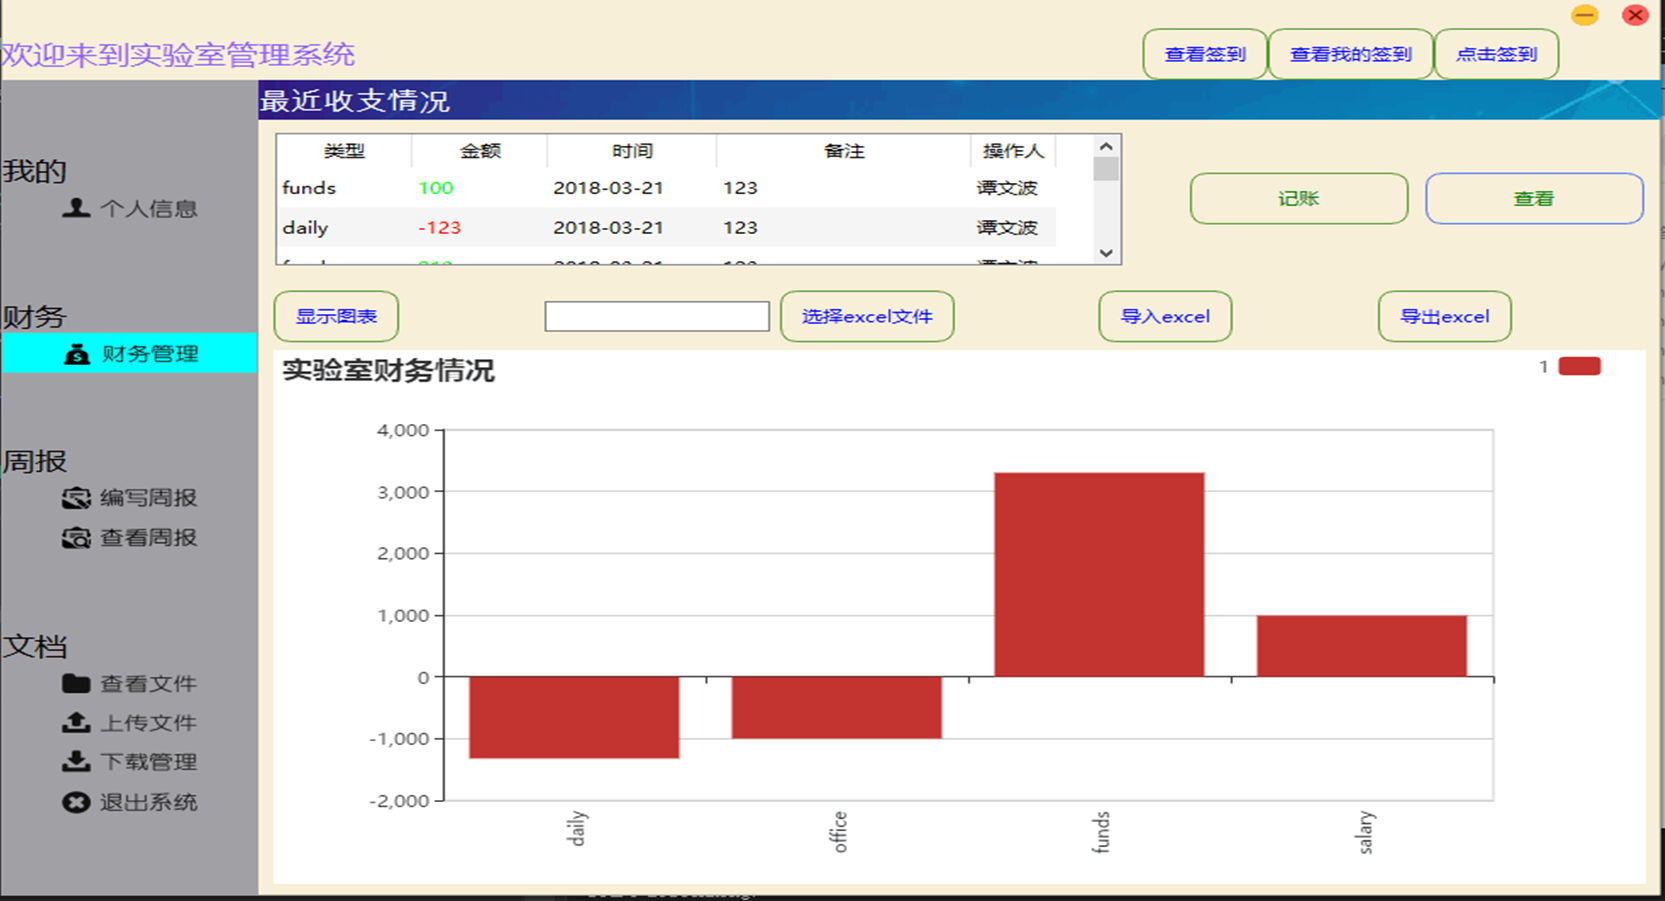 欢迎来到实验室管理系统
查看签到 查看我的签到 点击签到
我的
个人信息
财务
财务管理
周报
编写周报
查看周报
文档
查看文件
上传文件
下载管理
退出系统
最近收支情况
类型 金额 时间 备注 操作人
funds 100 2018-03-21 123 谭文波
daily -123 2018-03-21 123 谭文波
记账 查看
显示图表 选择excel文件 导入excel 导出excel
实验室财务情况
1
4,000
3,000
2,000
1,000
0
-1,000
-2,000
daily office funds salary